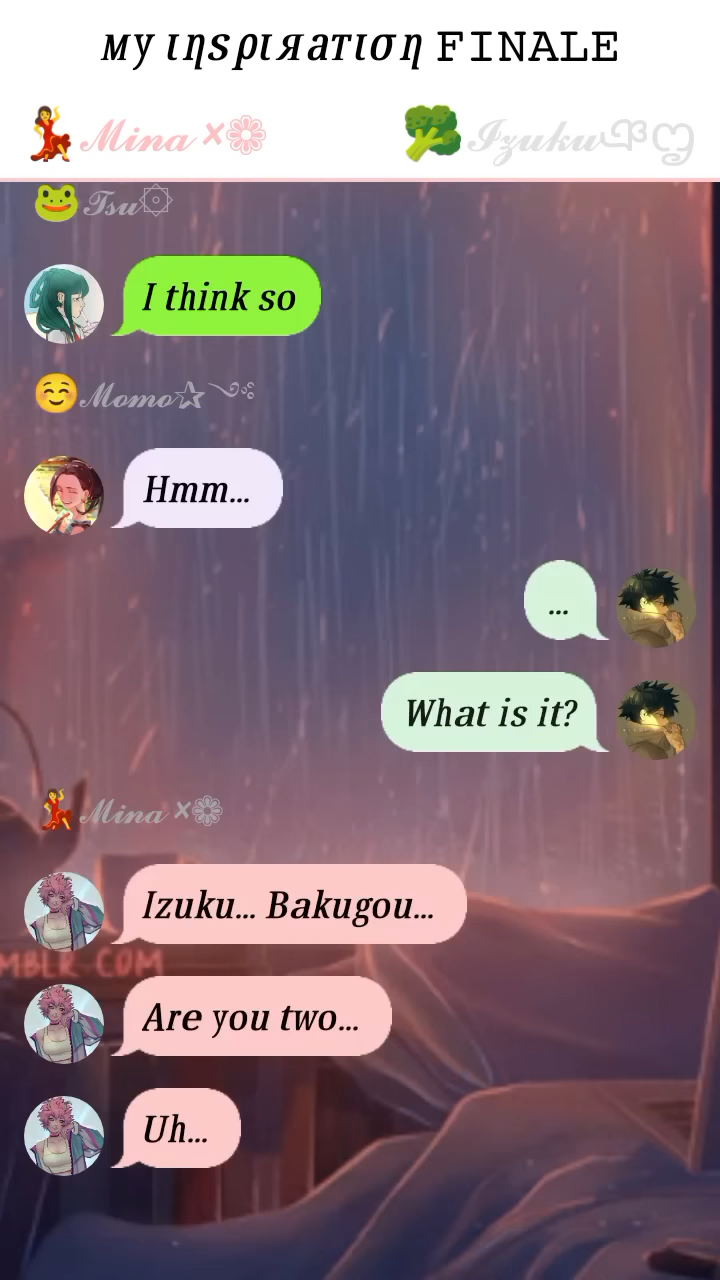 мy ιηѕριяaтιση FINALE
💃Mina ×❁
🥦Izuku
🐸Tsu۞
I think so
☺️Momo☆
Hmm...
...
What is it?
💃Mina ×❁
Izuku... Bakugou...
MBLR.COM
Are you two...
Uh...